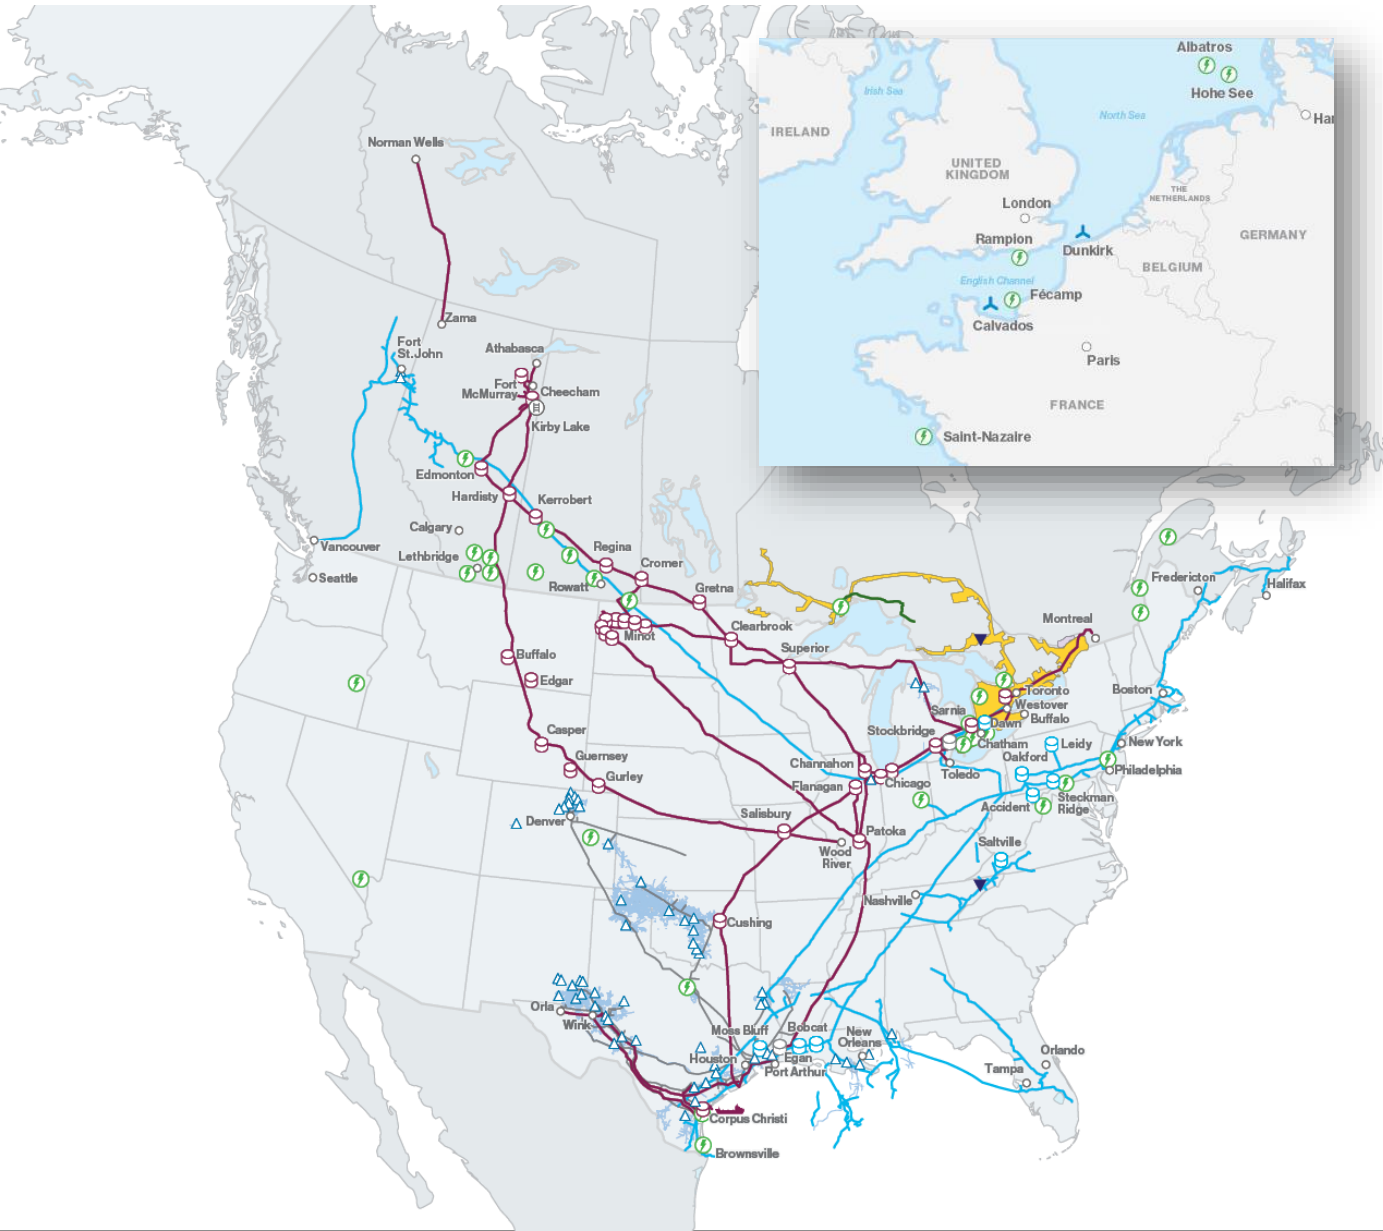 Albatros
Hohe See
Irish Sea
North Sea
IRELAND
UNITED
KINGDOM
THE
NETHERLANDS
London
Rampion
Dunkirk
GERMANY
BELGIUM
English Channel
Fécamp
Calvados
Paris
FRANCE
Saint-Nazaire
Norman Wells
Zama
Fort
St.John
Athabasca
Fort
McMurray
Cheecham
Kirby Lake
Edmonton
Hardisty
Kerrobert
Calgary
Vancouver
Lethbridge
Regina
Cromer
Seattle
Rowatt
Gretna
Fredericton
Halifax
Montreal
Minot
Clearbrook
Superior
Buffalo
Edgar
Toronto
Boston
Westover
Sarnia
Buffalo
Dawn
Casper
Stockbridge
Chatham
Leidy
New York
Oakford
Guernsey
Channahon
Toledo
Philadelphia
Gurley
Flanagan
Chicago
Steckman
Ridge
Accident
Salisbury
Denver
Patoka
Wood
River
Saltville
Nashville
Cushing
Orla
Wink
Moss Bluff
Bobcat
New
Orleans
Houston
Egan
Port Arthur
Orlando
Tampa
Corpus Christi
Brownsville